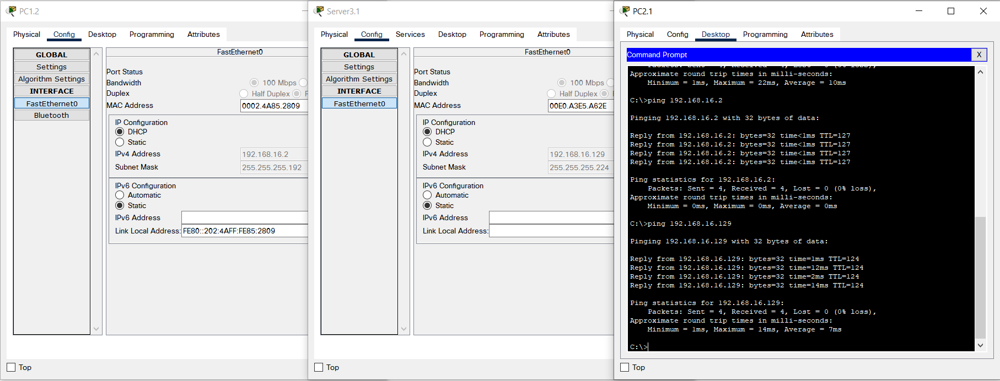 PC1.2
Physical Config Desktop Programming Attributes
GLOBAL
Settings
Algorithm Settings
INTERFACE
FastEthernet0
Bluetooth
FastEthernet0
Port Status
Bandwidth 100 Mbps
Duplex Half Duplex
MAC Address 0002.4A85.2809
IP Configuration
DHCP
Static
IPv4 Address 192.168.16.2
Subnet Mask 255.255.255.192
IPv6 Configuration
Automatic
Static
IPv6 Address
Link Local Address: FE80::202:4AFF:FE85:2809
Top
Server3.1
Physical Config Services Desktop Programming Attributes
GLOBAL
Settings
Algorithm Settings
INTERFACE
FastEthernet0
FastEthernet0
Port Status
Bandwidth 100 Mbps
Duplex Half Duplex
MAC Address 00E0.A3E5.A62E
IP Configuration
DHCP
Static
IPv4 Address 192.168.16.129
Subnet Mask 255.255.255.224
IPv6 Configuration
Automatic
Static
IPv6 Address
Link Local Address:
Top
PC2.1
Physical Config Desktop Programming Attributes
Command Prompt X
Packets: Sent = 4, Received = 4, Lost = 0 (0% loss),
Approximate round trip times in milli-seconds:
Minimum = 1ms, Maximum = 22ms, Average = 10ms
C:\>ping 192.168.16.2
Pinging 192.168.16.2 with 32 bytes of data:
Reply from 192.168.16.2: bytes=32 time<1ms TTL=127
Reply from 192.168.16.2: bytes=32 time<1ms TTL=127
Reply from 192.168.16.2: bytes=32 time<1ms TTL=127
Reply from 192.168.16.2: bytes=32 time<1ms TTL=127
Ping statistics for 192.168.16.2:
Packets: Sent = 4, Received = 4, Lost = 0 (0% loss),
Approximate round trip times in milli-seconds:
Minimum = 0ms, Maximum = 0ms, Average = 0ms
C:\>ping 192.168.16.129
Pinging 192.168.16.129 with 32 bytes of data:
Reply from 192.168.16.129: bytes=32 time=1ms TTL=124
Reply from 192.168.16.129: bytes=32 time=12ms TTL=124
Reply from 192.168.16.129: bytes=32 time=2ms TTL=124
Reply from 192.168.16.129: bytes=32 time=14ms TTL=124
Ping statistics for 192.168.16.129:
Packets: Sent = 4, Received = 4, Lost = 0 (0% loss),
Approximate round trip times in milli-seconds:
Minimum = 1ms, Maximum = 14ms, Average = 7ms
C:\>
Top